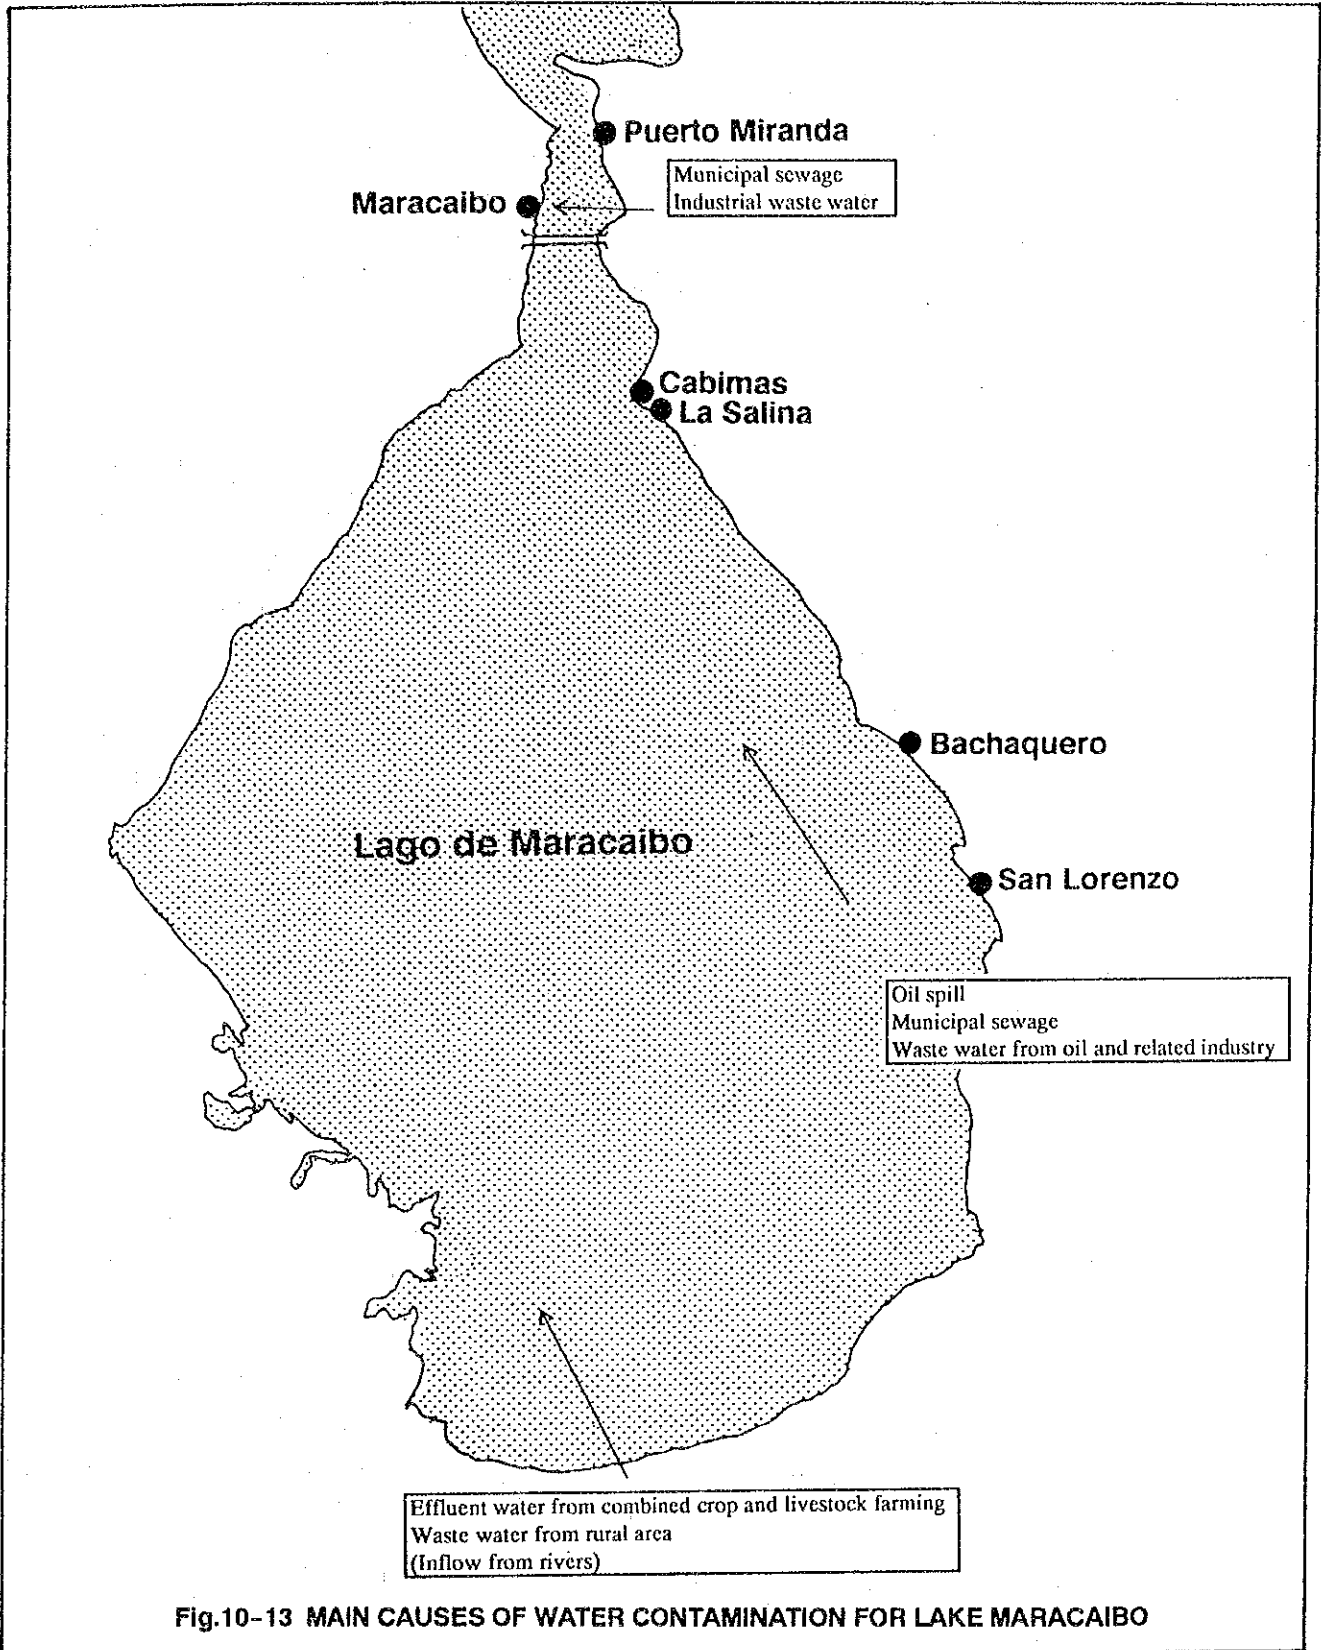 Puerto Miranda
Municipal sewage
Industrial waste water
Maracaibo
Cabimas
La Salina
Bachaquero
Lago de Maracaibo
San Lorenzo
Oil spill
Municipal sewage
Waste water from oil and related industry
Effluent water from combined crop and livestock farming
Waste water from rural area
(Inflow from rivers)
Fig.10-13 MAIN CAUSES OF WATER CONTAMINATION FOR LAKE MARACAIBO